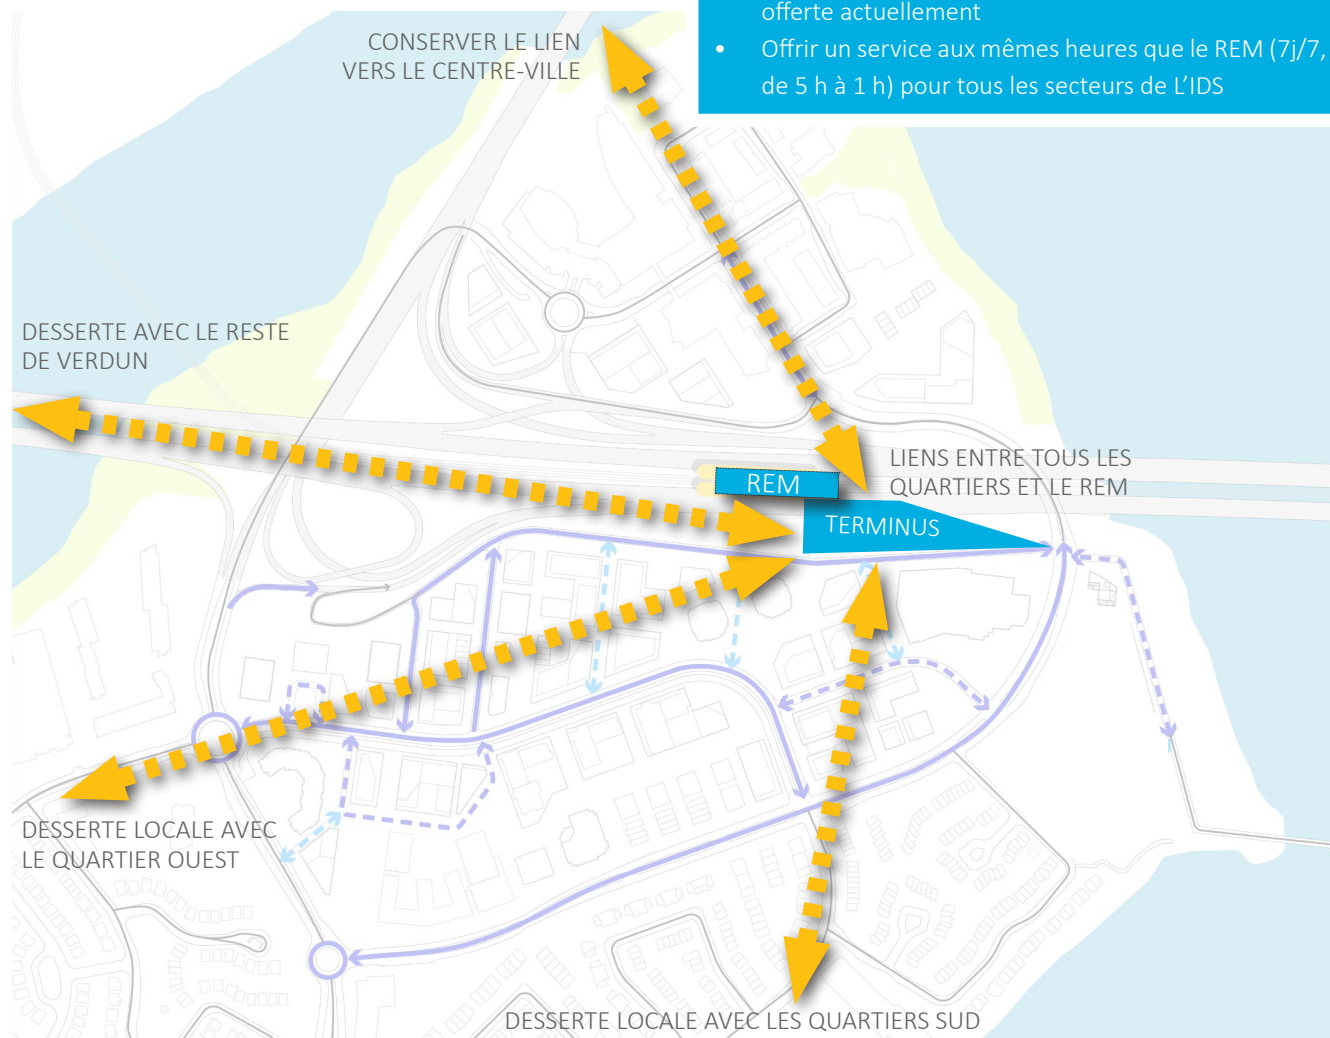 offerte actuellement
• Offrir un service aux mêmes heures que le REM (7j/7,
de 5 h à 1 h) pour tous les secteurs de L'IDS
CONSERVER LE LIEN
VERS LE CENTRE-VILLE
DESSERTE AVEC LE RESTE
DE VERDUN
LIENS ENTRE TOUS LES
QUARTIERS ET LE REM
REM
TERMINUS
DESSERTE LOCALE AVEC
LE QUARTIER OUEST
DESSERTE LOCALE AVEC LES QUARTIERS SUD